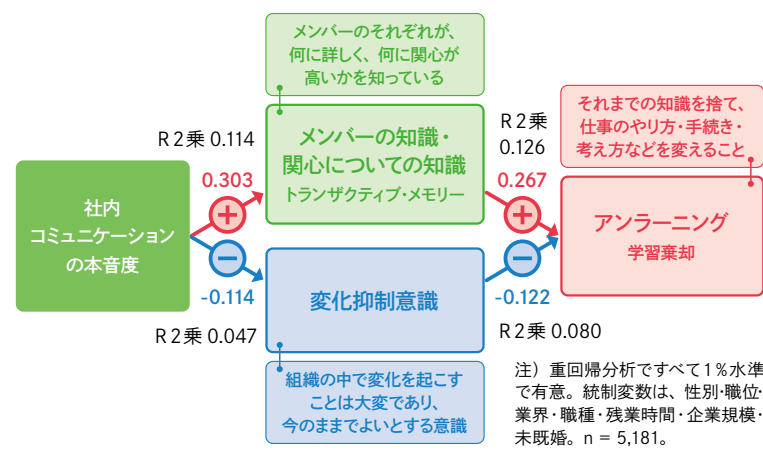 メンバーのそれぞれが、
何に詳しく、何に関心が
高いかを知っている
R2乗 0.114
メンバーの知識・
関心についての知識
トランザクティブ・メモリー
R2乗
0.126
それまでの知識を捨て、
仕事のやり方・手続き・
考え方などを変えること
社内
コミュニケーション
の本音度
0.303
+
−
-0.114
0.267
+
−
-0.122
アンラーニング
学習棄却
変化抑制意識
R2乗 0.047
R2乗 0.080
組織の中で変化を起こす
ことは大変であり、
今のままでよいとする意識
注）重回帰分析ですべて1％水準
で有意。統制変数は、性別・職位・
業界・職種・残業時間・企業規模・
未既婚。n = 5,181。